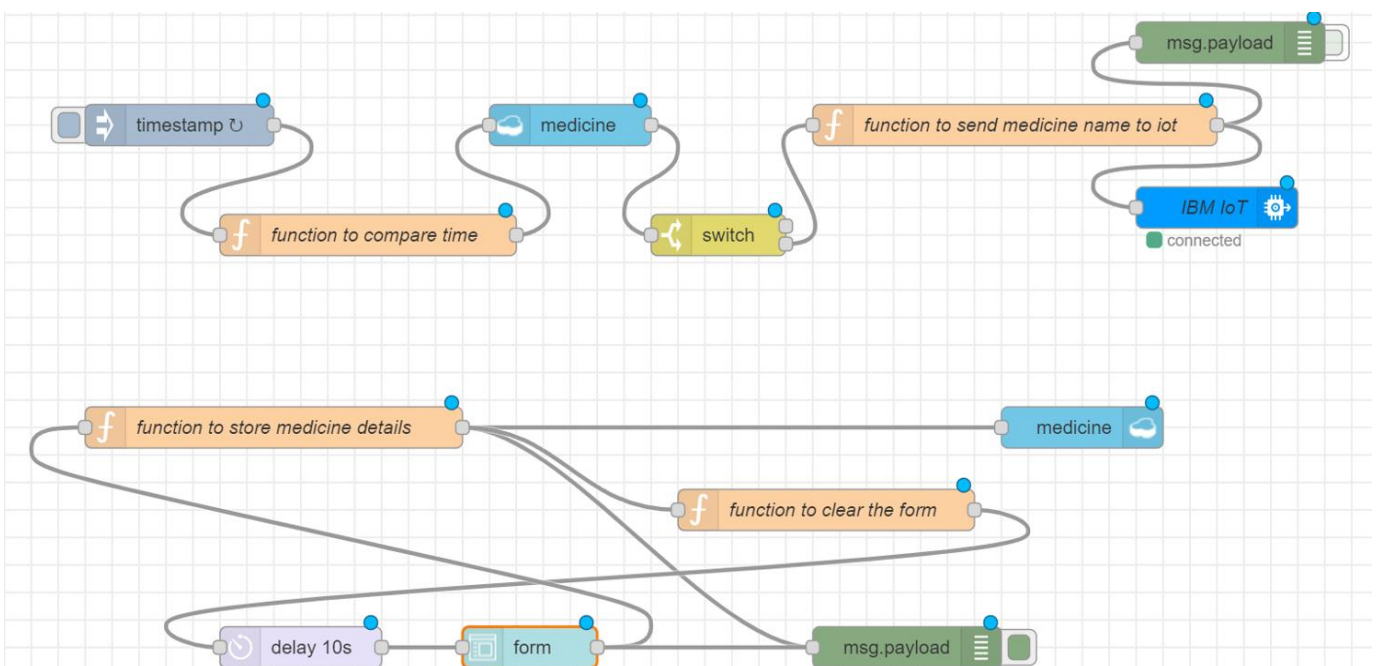 msg.payload
timestamp ↻
medicine
function to send medicine name to iot
IBM IoT
connected
function to compare time
switch
function to store medicine details
medicine
function to clear the form
delay 10s
form
msg.payload